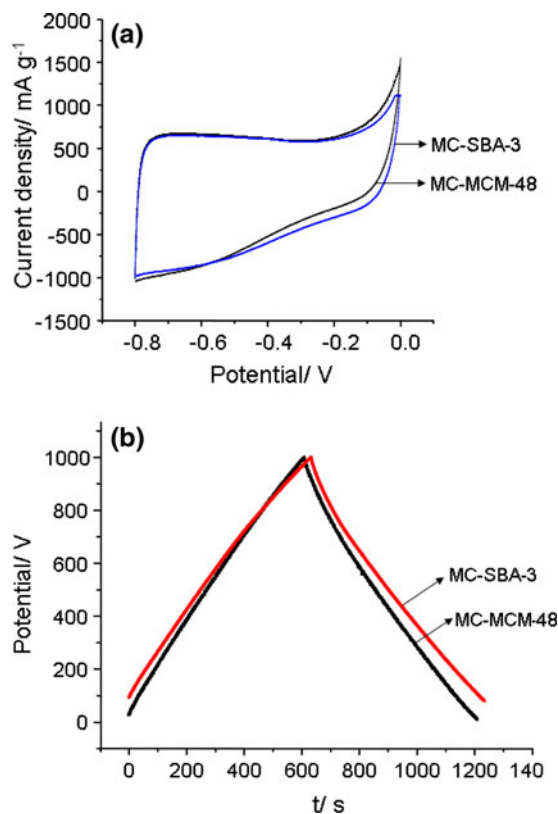 (a)
Current density/ mA g-1
2000
1500
1000
500
0
-500
-1000
-1500
MC-SBA-3
MC-MCM-48
-0.8 -0.6 -0.4 -0.2 0.0
Potential/ V
(b)
Potential/ V
1000
800
600
400
200
0
MC-SBA-3
MC-MCM-48
0 200 400 600 800 1000 1200 140
t/ s